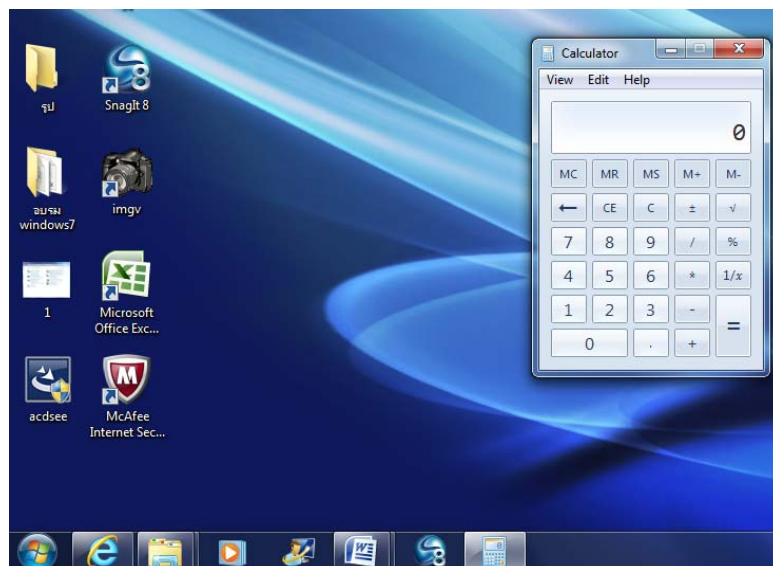 รูป
SnagIt 8
อบรม
windows7
imgv
1
Microsoft
Office Exc...
acdsee
McAfee
Internet Sec...
Calculator
View Edit Help
0
MC MR MS M+ M-
← CE C ± √
7 8 9 / %
4 5 6 * 1/x
1 2 3 - =
0 . +